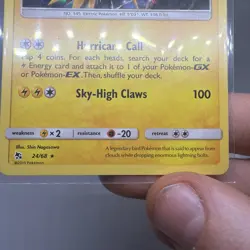 Hurricane Call
Flip 4 coins. For each heads, search your deck for a
Energy card and attach it to 1 of your Pokémon-GX
or Pokémon-EX. Then, shuffle your deck.
Sky-High Claws 100
weakness ×2 resistance -20 retreat
Illus. Shin Nagasawa
24/68 ★
A legendary bird Pokémon that is said to appear from clouds
while dropping enormous lightning bolts.